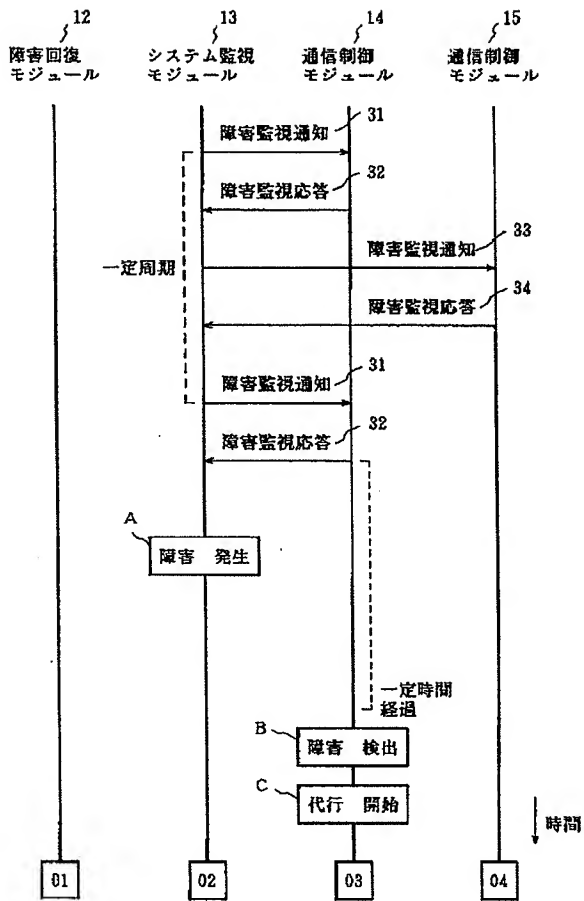 12
13
14
15
障害回復
モジュール
システム監視
モジュール
通信制御
モジュール
通信制御
モジュール
31
障害監視通知
32
障害監視応答
33
障害監視通知
一定周期
34
障害監視応答
31
障害監視通知
32
障害監視応答
A
障害 発生
一定時間
経過
B
障害 検出
C
代行 開始
時間
01
02
03
04